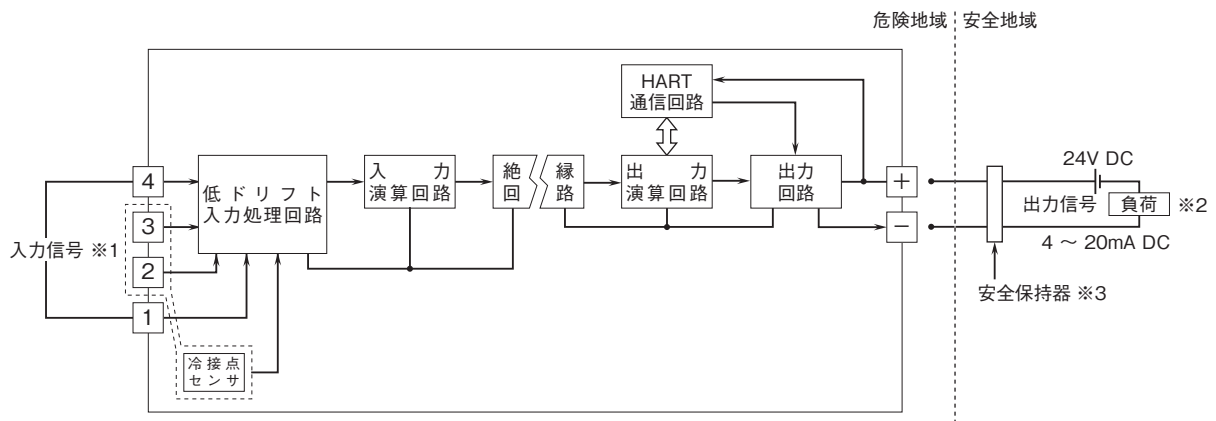 危険地域
安全地域
HART
通信回路
4
3
2
1
入力信号 ※1
低ドリフト
入力処理回路
入力
演算回路
絶縁
回路
出力
演算回路
出力
回路
+
−
24V DC
出力信号
負荷
※2
4 ～ 20mA DC
安全保持器 ※3
冷接点
センサ